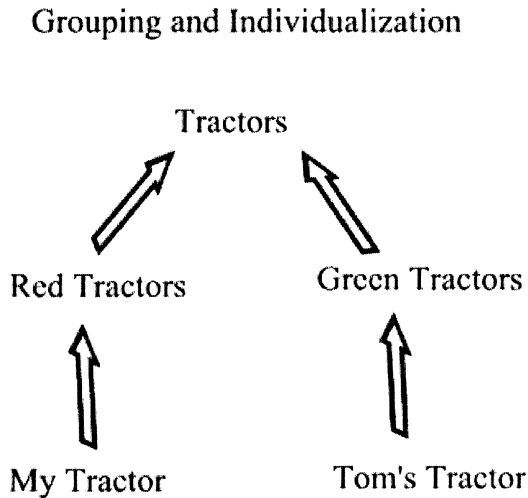 Grouping and Individualization
Tractors
Red Tractors
Green Tractors
My Tractor
Tom's Tractor